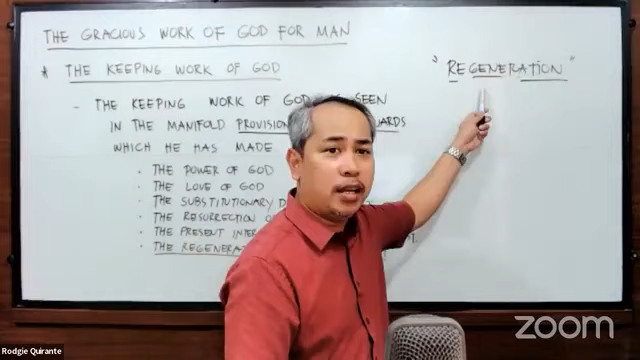 THE GRACIOUS WORK OF GOD FOR MAN
* THE KEEPING WORK OF GOD
"REGENERATION"
- THE KEEPING WORK OF GOD SEEN
IN THE MANIFOLD
WHICH HE HAS MADE
• THE POWER OF GOD
• THE LOVE OF GOD
• THE SUBSTITUTIONARY
• THE RESURRECTION
• THE PRESENT
• THE
Rodgie Quirante
zoom